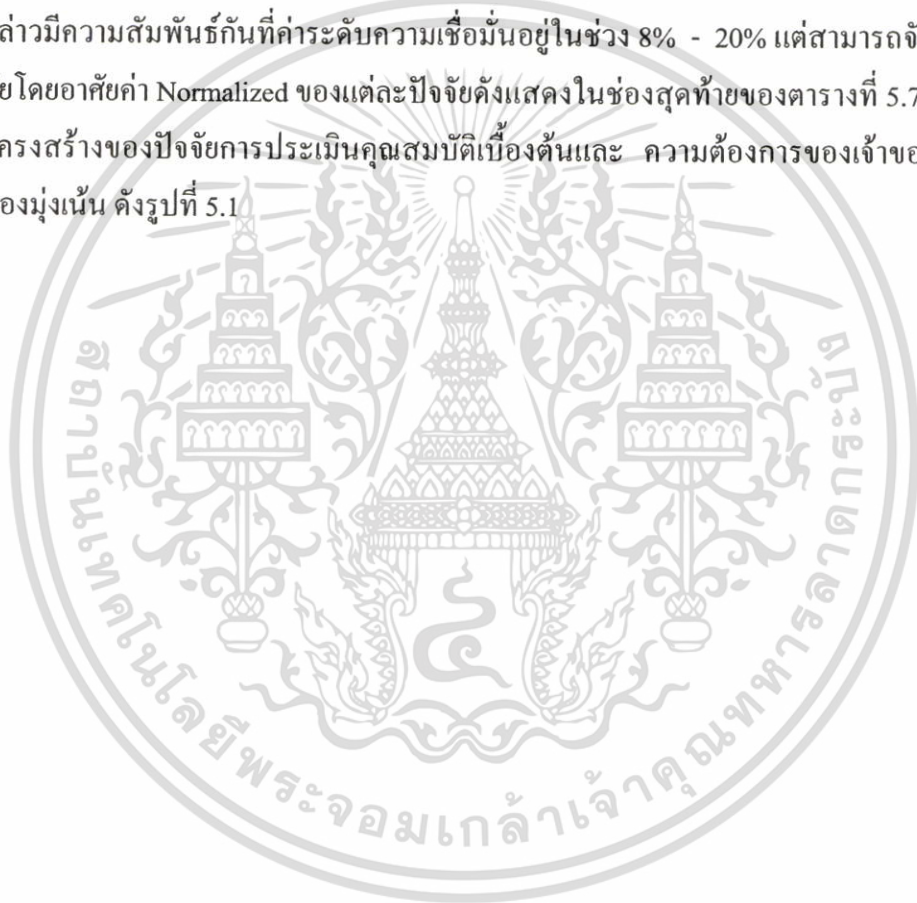 ล่าวมีความสัมพันธ์กันที่ค่าระดับความเชื่อมั่นอยู่ในช่วง 8% - 20% แต่สามารถจั
ยโดยอาศัยค่า Normalized ของแต่ละปัจจัยดังแสดงในช่องสุดท้ายของตารางที่ 5.7
ครงสร้างของปัจจัยการประเมินคุณสมบัติเบื้องต้นและ ความต้องการของเจ้าขอ
องมุ่งเน้น ดังรูปที่ 5.1
สถาบันเทคโนโลยีพระจอมเกล้าเจ้าคุณทหารลาดกระบัง